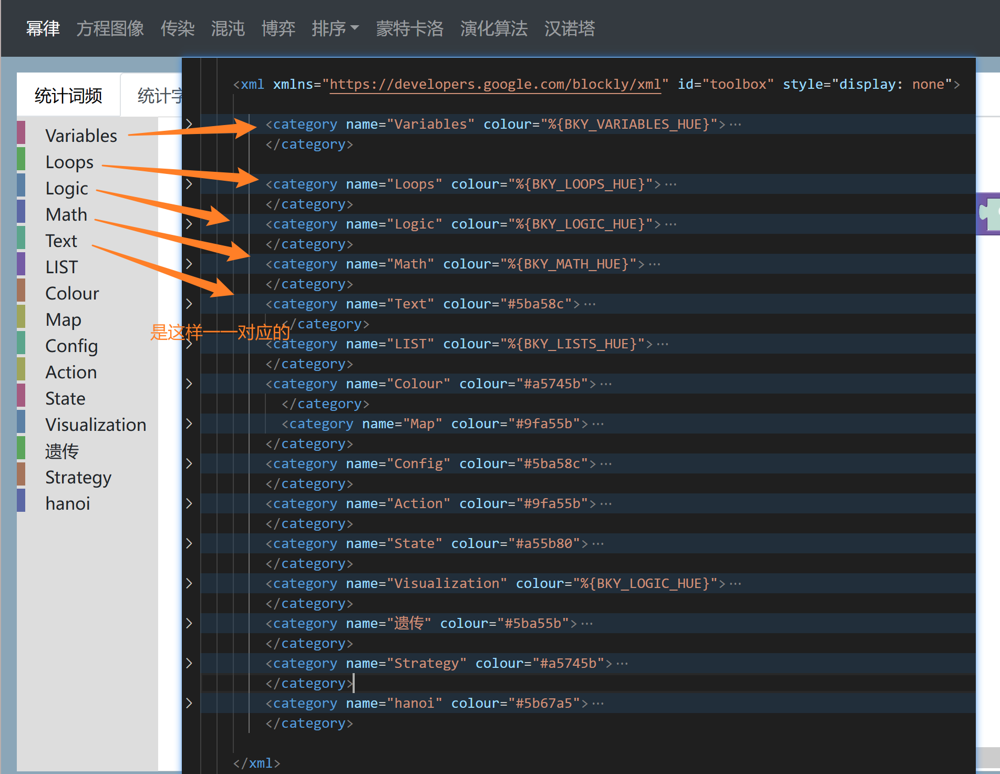 幂律 方程图像 传染 混沌 博弈 排序 蒙特卡洛 演化算法 汉诺塔
统计词频 统计字
Variables
Loops
Logic
Math
Text
LIST
Colour
Map
Config
Action
State
Visualization
遗传
Strategy
hanoi
<xml xmlns="https://developers.google.com/blockly/xml" id="toolbox" style="display: none">
<category name="Variables" colour="%{BKY_VARIABLES_HUE}">···
</category>
<category name="Loops" colour="%{BKY_LOOPS_HUE}">···
</category>
<category name="Logic" colour="%{BKY_LOGIC_HUE}">···
</category>
<category name="Math" colour="%{BKY_MATH_HUE}">···
</category>
<category name="Text" colour="#5ba58c">···
</category>
是这样一一对应的
<category name="LIST" colour="%{BKY_LISTS_HUE}">···
</category>
<category name="Colour" colour="#a5745b">···
</category>
<category name="Map" colour="#9fa55b">···
</category>
<category name="Config" colour="#5ba58c">···
</category>
<category name="Action" colour="#9fa55b">···
</category>
<category name="State" colour="#a55b80">···
</category>
<category name="Visualization" colour="%{BKY_LOGIC_HUE}">···
</category>
<category name="遗传" colour="#5ba55b">···
</category>
<category name="Strategy" colour="#a5745b">···
</category>
<category name="hanoi" colour="#5b67a5">···
</category>
</xml>